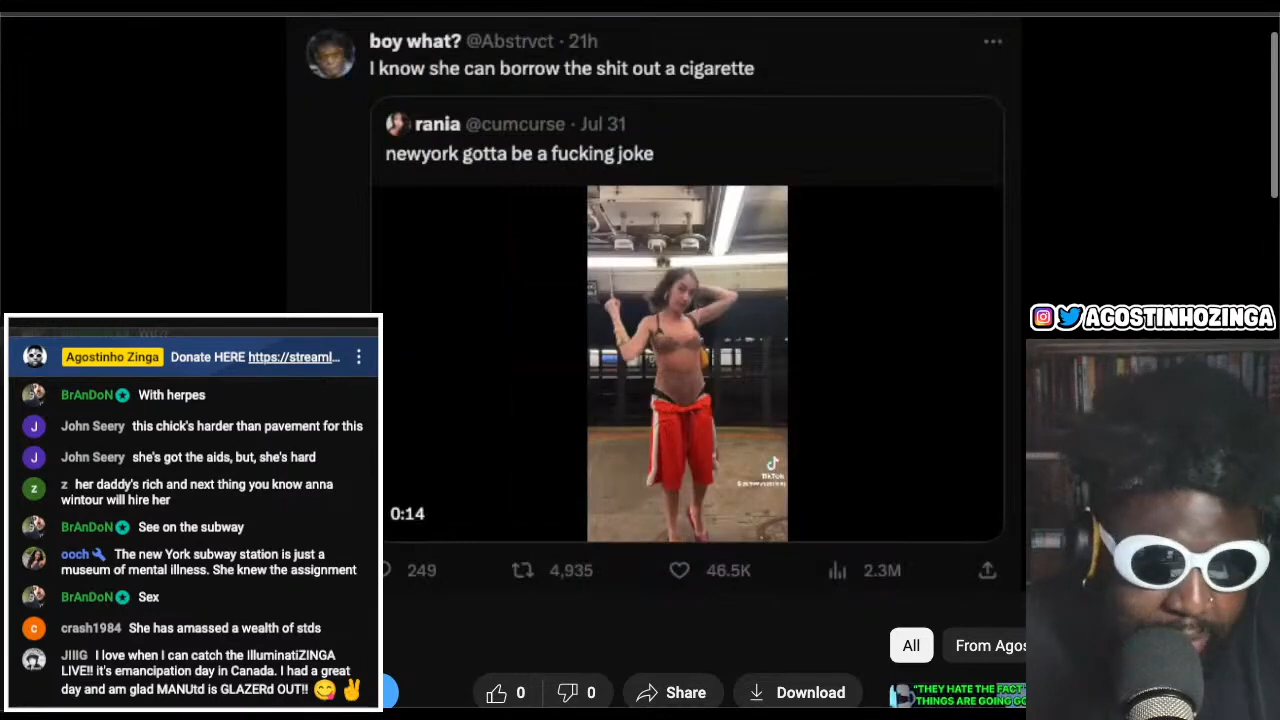 boy what? @Abstrvct · 21h
I know she can borrow the shit out a cigarette
rania @cumcurse · Jul 31
newyork gotta be a fucking joke
TikTok
0:14
249
4,935
46.5K
2.3M
All
From Agos
0
0
Share
Download
"THEY HATE THE FACT
THINGS ARE GOING GO
AGOSTINHOZINGA
Agostinho Zinga Donate HERE https://streaml...
BrAnDoN With herpes
John Seery this chick's harder than pavement for this
John Seery she's got the aids, but, she's hard
z her daddy's rich and next thing you know anna
wintour will hire her
BrAnDoN See on the subway
ooch The new York subway station is just a
museum of mental illness. She knew the assignment
BrAnDoN Sex
crash1984 She has amassed a wealth of stds
JIIIG I love when I can catch the IlluminatiZINGA
LIVE!! it's emancipation day in Canada. I had a great
day and am glad MANUtd is GLAZERd OUT!! 😋✌️